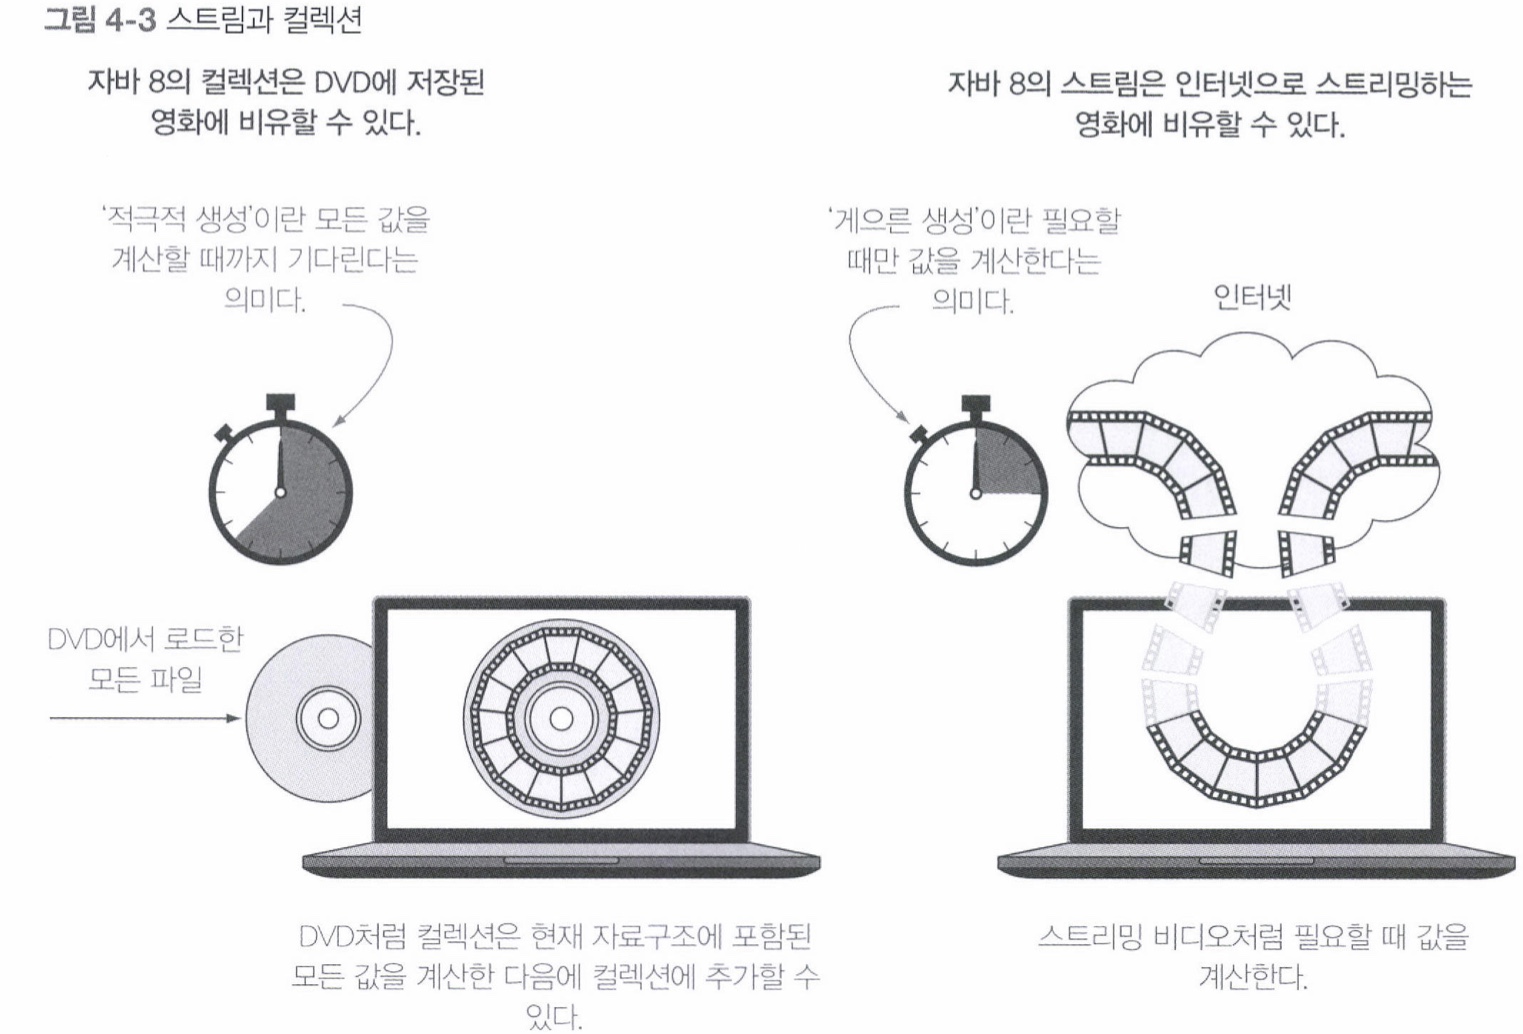 그림 4-3 스트림과 컬렉션
자바 8의 컬렉션은 DVD에 저장된
영화에 비유할 수 있다.
자바 8의 스트림은 인터넷으로 스트리밍하는
영화에 비유할 수 있다.
'적극적 생성'이란 모든 값을
계산할 때까지 기다린다는
의미다.
'게으른 생성'이란 필요할
때만 값을 계산한다는
의미다.
인터넷
DVD에서 로드한
모든 파일
DVD처럼 컬렉션은 현재 자료구조에 포함된
모든 값을 계산한 다음에 컬렉션에 추가할 수
있다.
스트리밍 비디오처럼 필요할 때 값을
계산한다.